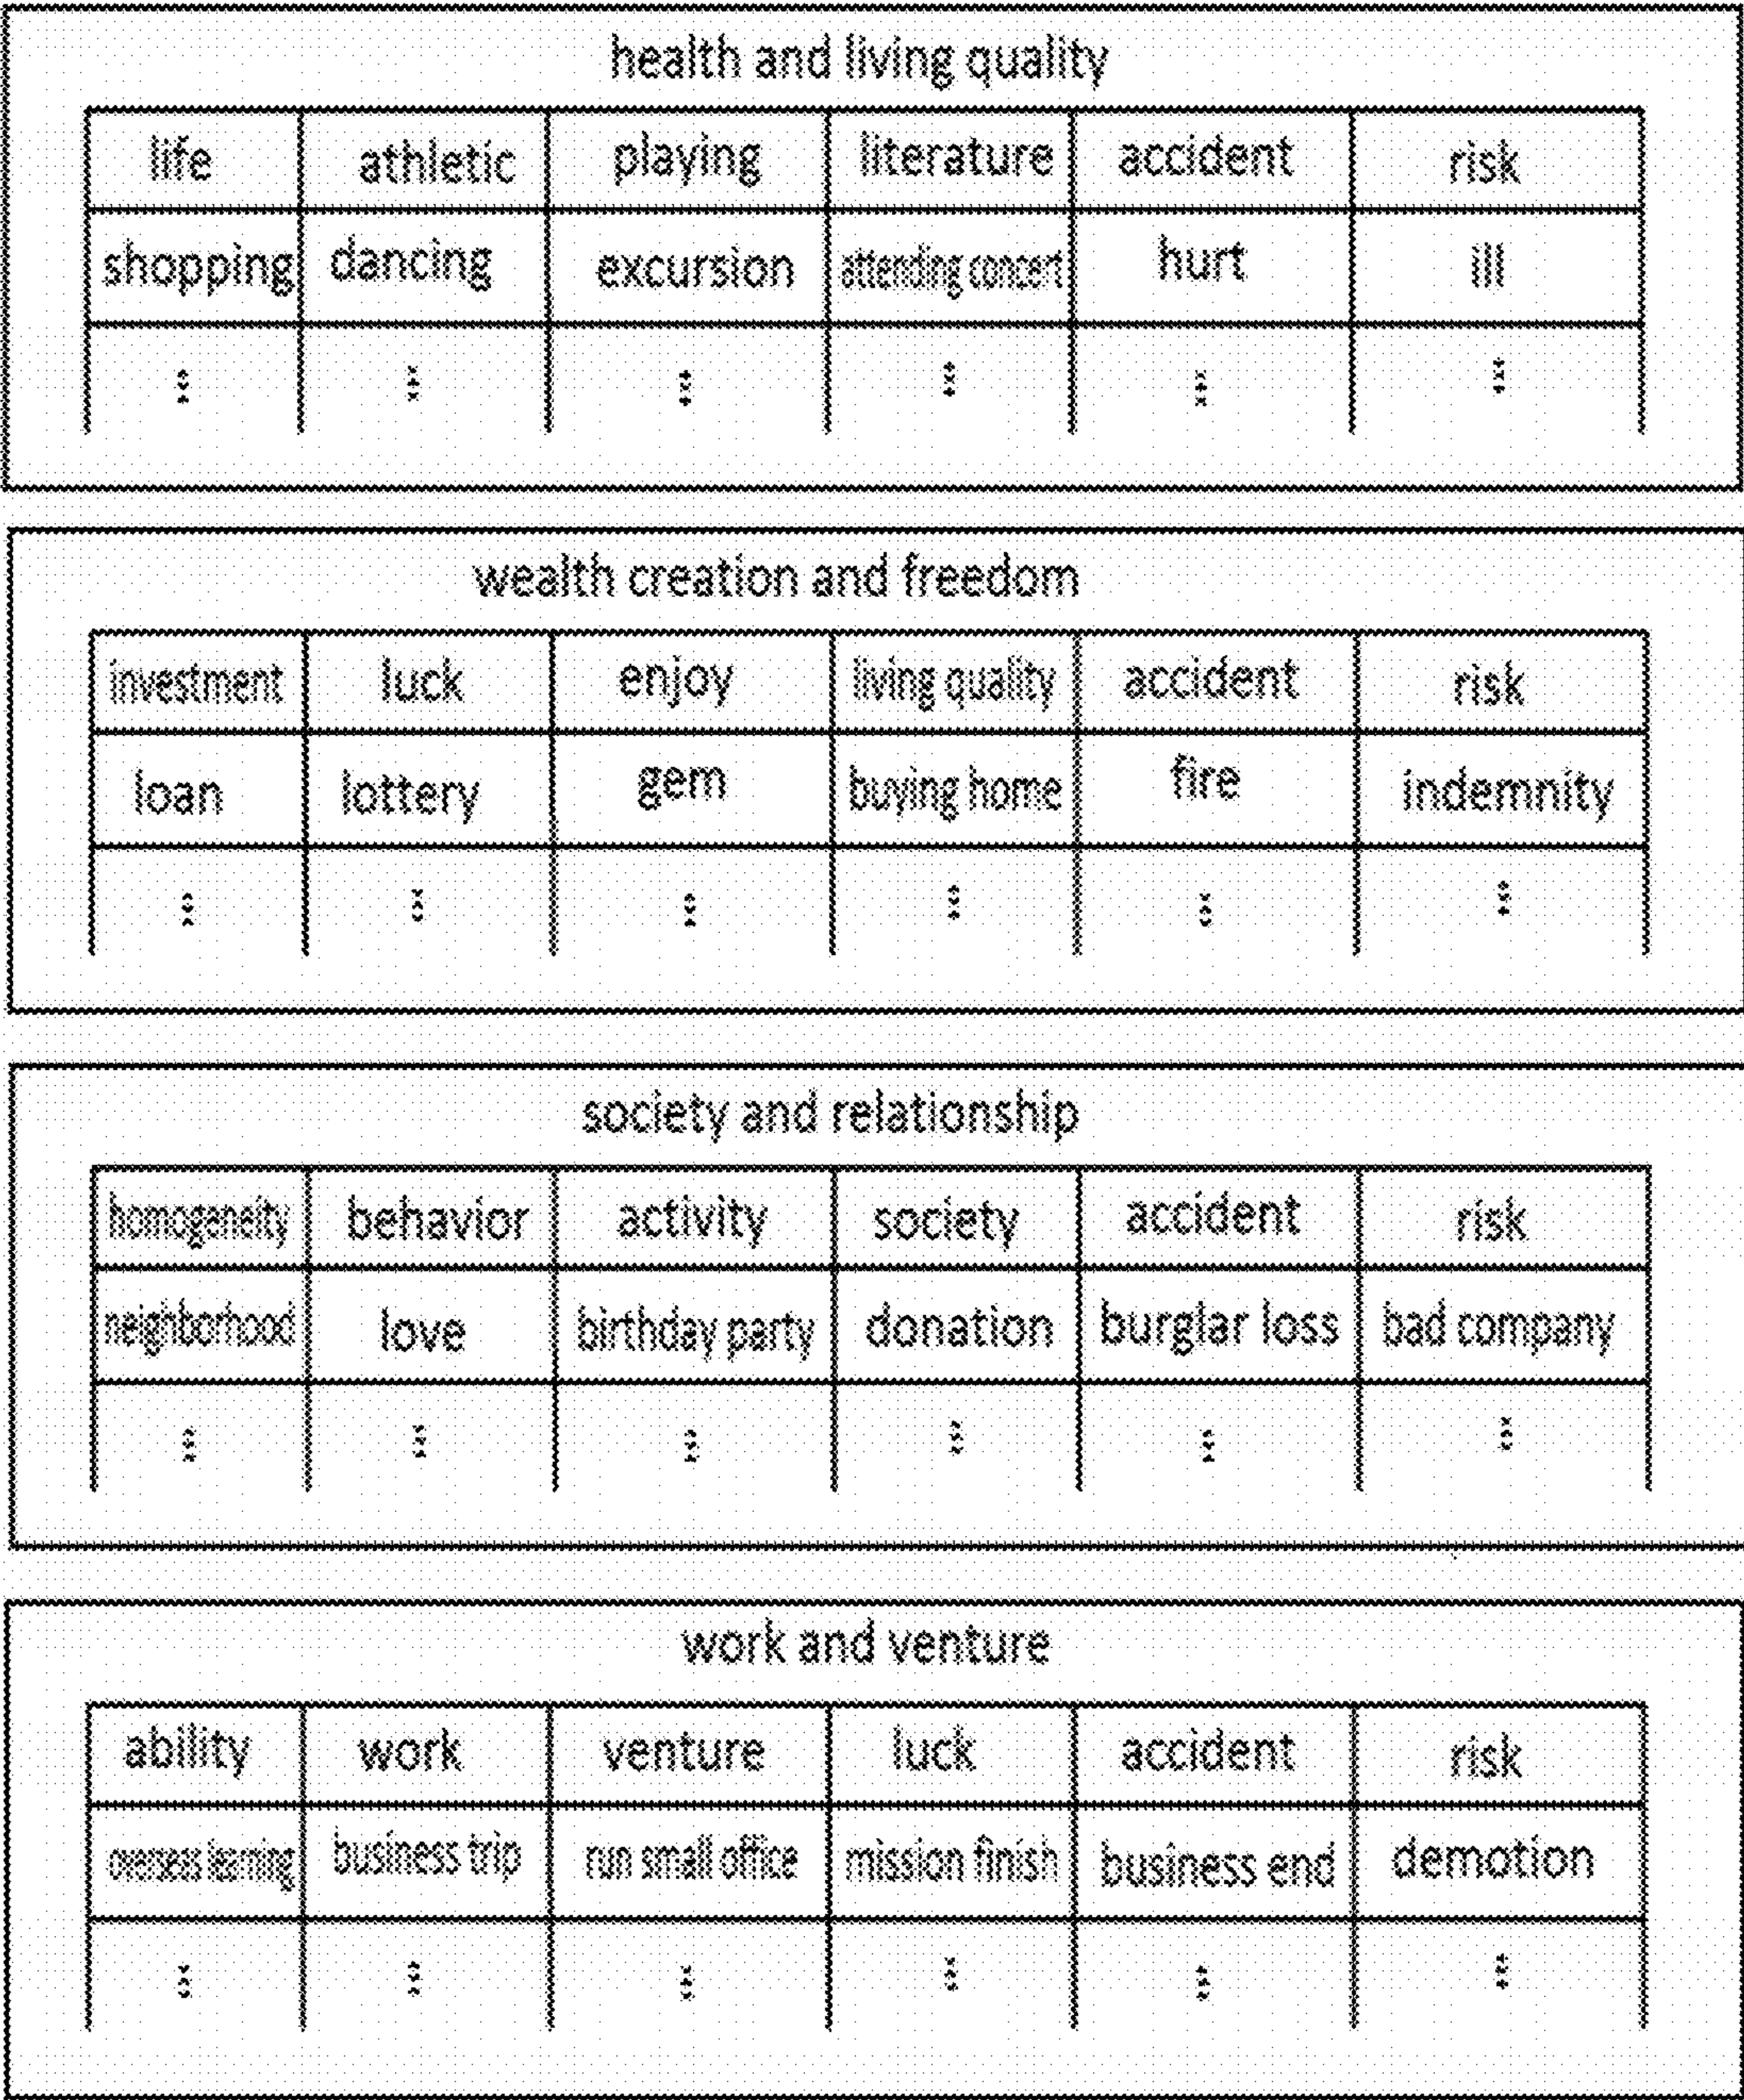 health and living quality
life athletic playing literature accident risk
shopping dancing excursion attending concert hurt ill
wealth creation and freedom
investment luck enjoy living quality accident risk
loan lottery gem buying home fire indemnity
society and relationship
homogeneity behavior activity society accident risk
neighborhood love birthday party donation burglar loss bad company
work and venture
ability work venture luck accident risk
overseas learning business trip run small office mission finish business end demotion